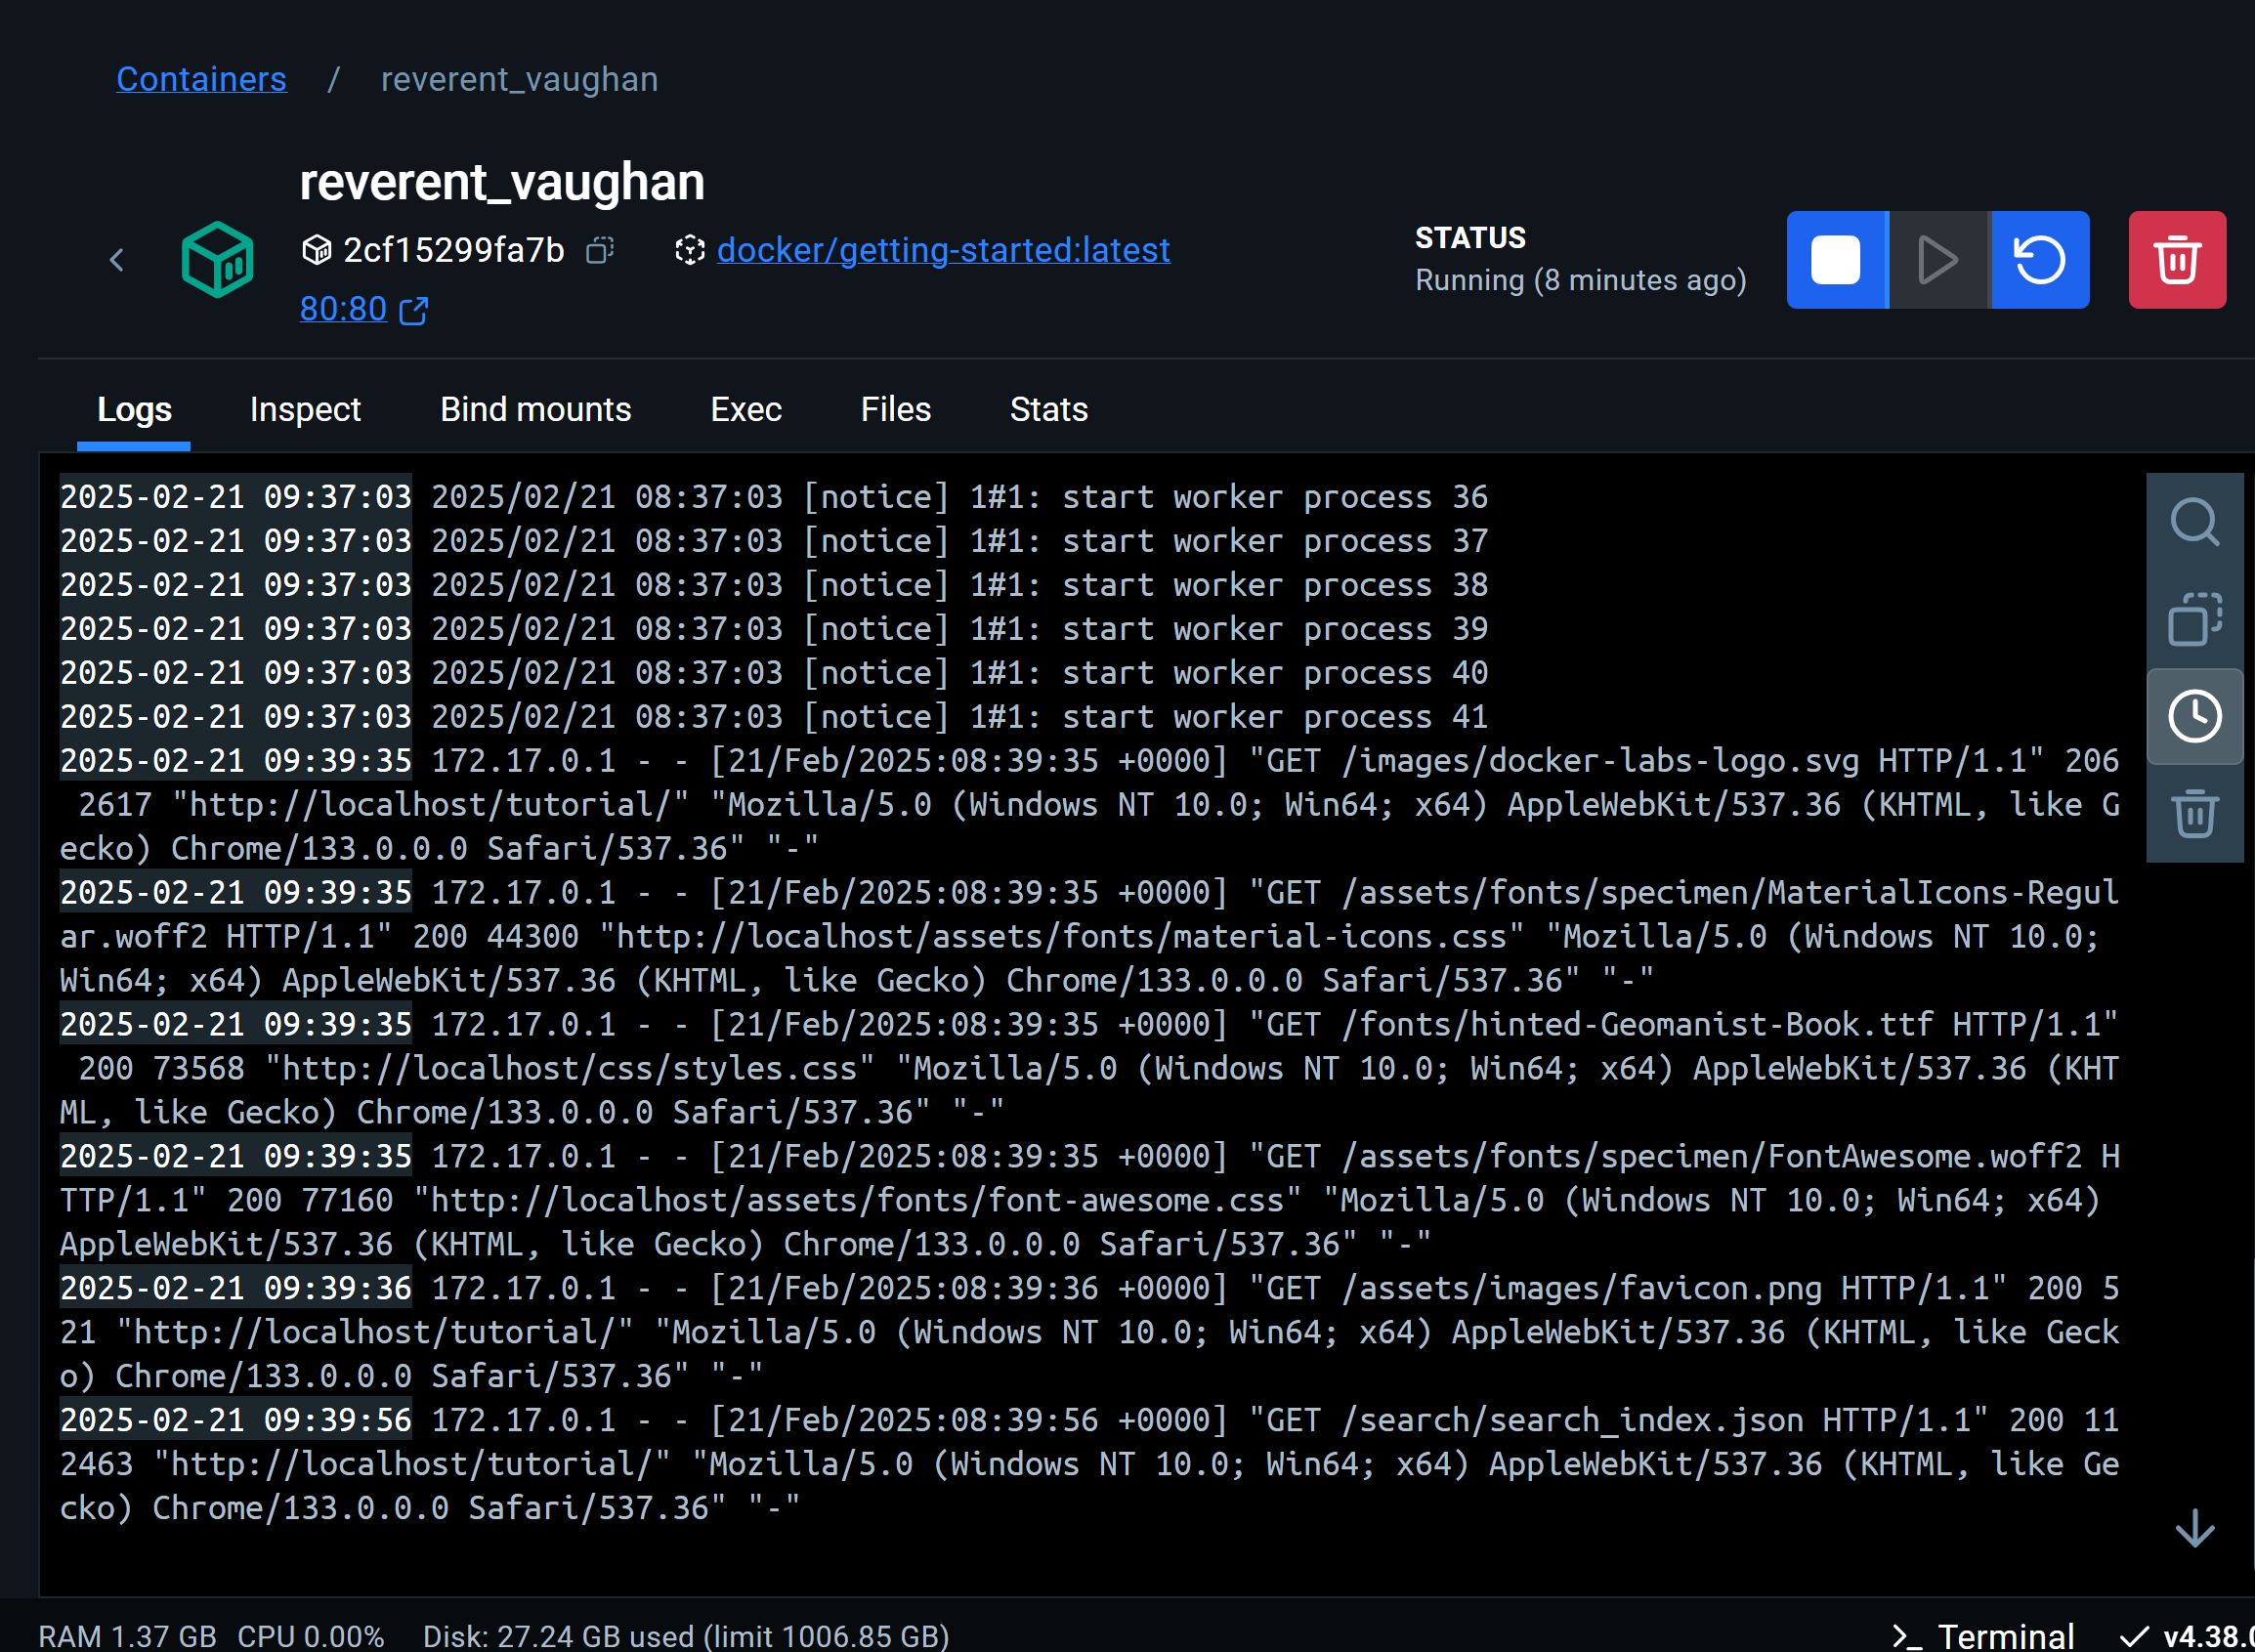 Containers / reverent_vaughan
reverent_vaughan
2cf15299fa7b docker/getting-started:latest
80:80
STATUS
Running (8 minutes ago)
Logs Inspect Bind mounts Exec Files Stats
2025-02-21 09:37:03 2025/02/21 08:37:03 [notice] 1#1: start worker process 36
2025-02-21 09:37:03 2025/02/21 08:37:03 [notice] 1#1: start worker process 37
2025-02-21 09:37:03 2025/02/21 08:37:03 [notice] 1#1: start worker process 38
2025-02-21 09:37:03 2025/02/21 08:37:03 [notice] 1#1: start worker process 39
2025-02-21 09:37:03 2025/02/21 08:37:03 [notice] 1#1: start worker process 40
2025-02-21 09:37:03 2025/02/21 08:37:03 [notice] 1#1: start worker process 41
2025-02-21 09:39:35 172.17.0.1 - - [21/Feb/2025:08:39:35 +0000] "GET /images/docker-labs-logo.svg HTTP/1.1" 206
2617 "http://localhost/tutorial/" "Mozilla/5.0 (Windows NT 10.0; Win64; x64) AppleWebKit/537.36 (KHTML, like G
ecko) Chrome/133.0.0.0 Safari/537.36" "-"
2025-02-21 09:39:35 172.17.0.1 - - [21/Feb/2025:08:39:35 +0000] "GET /assets/fonts/specimen/MaterialIcons-Regul
ar.woff2 HTTP/1.1" 200 44300 "http://localhost/assets/fonts/material-icons.css" "Mozilla/5.0 (Windows NT 10.0;
Win64; x64) AppleWebKit/537.36 (KHTML, like Gecko) Chrome/133.0.0.0 Safari/537.36" "-"
2025-02-21 09:39:35 172.17.0.1 - - [21/Feb/2025:08:39:35 +0000] "GET /fonts/hinted-Geomanist-Book.ttf HTTP/1.1"
200 73568 "http://localhost/css/styles.css" "Mozilla/5.0 (Windows NT 10.0; Win64; x64) AppleWebKit/537.36 (KHT
ML, like Gecko) Chrome/133.0.0.0 Safari/537.36" "-"
2025-02-21 09:39:35 172.17.0.1 - - [21/Feb/2025:08:39:35 +0000] "GET /assets/fonts/specimen/FontAwesome.woff2 H
TTP/1.1" 200 77160 "http://localhost/assets/fonts/font-awesome.css" "Mozilla/5.0 (Windows NT 10.0; Win64; x64)
AppleWebKit/537.36 (KHTML, like Gecko) Chrome/133.0.0.0 Safari/537.36" "-"
2025-02-21 09:39:36 172.17.0.1 - - [21/Feb/2025:08:39:36 +0000] "GET /assets/images/favicon.png HTTP/1.1" 200 5
21 "http://localhost/tutorial/" "Mozilla/5.0 (Windows NT 10.0; Win64; x64) AppleWebKit/537.36 (KHTML, like Geck
o) Chrome/133.0.0.0 Safari/537.36" "-"
2025-02-21 09:39:56 172.17.0.1 - - [21/Feb/2025:08:39:56 +0000] "GET /search/search_index.json HTTP/1.1" 200 11
2463 "http://localhost/tutorial/" "Mozilla/5.0 (Windows NT 10.0; Win64; x64) AppleWebKit/537.36 (KHTML, like Ge
cko) Chrome/133.0.0.0 Safari/537.36" "-"
RAM 1.37 GB CPU 0.00% Disk: 27.24 GB used (limit 1006.85 GB) Terminal v4.38.0